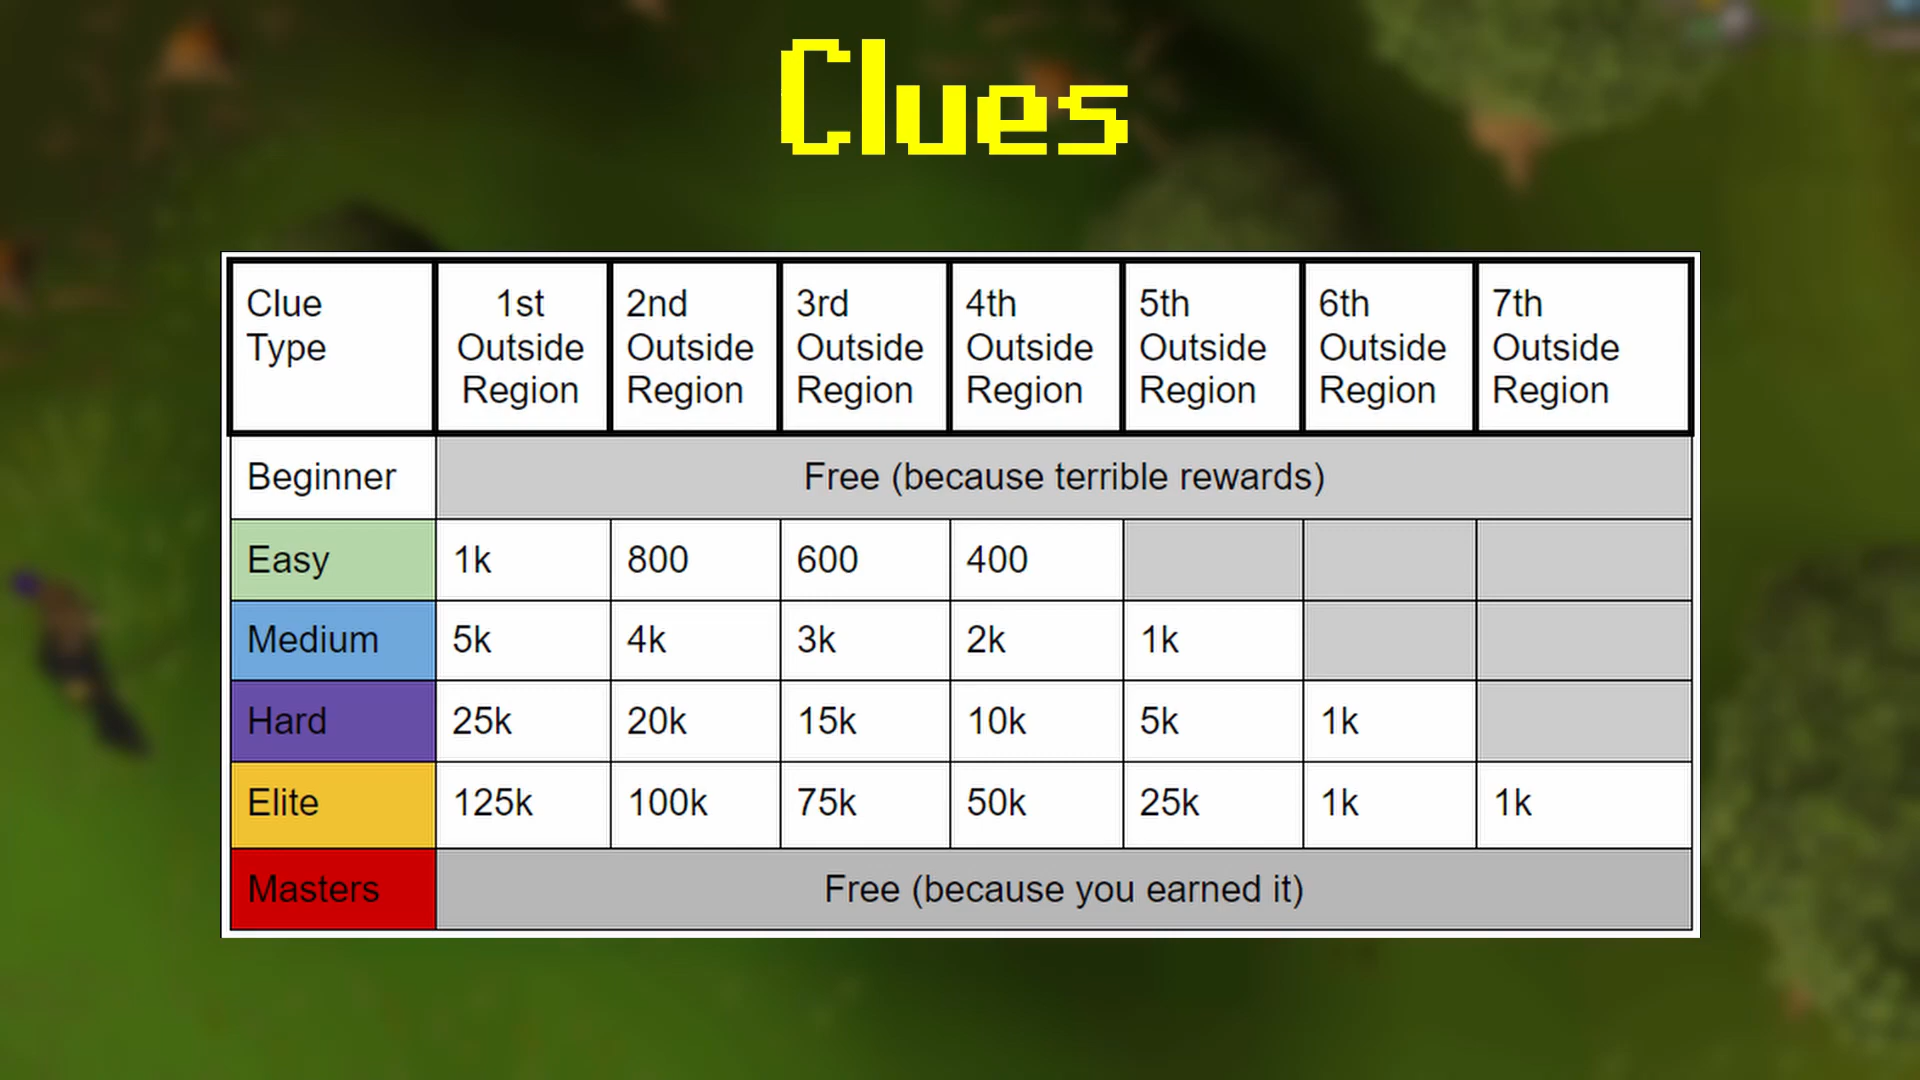 Clues
Clue Type 1st Outside Region 2nd Outside Region 3rd Outside Region 4th Outside Region 5th Outside Region 6th Outside Region 7th Outside Region
Beginner Free (because terrible rewards)
Easy 1k 800 600 400
Medium 5k 4k 3k 2k 1k
Hard 25k 20k 15k 10k 5k 1k
Elite 125k 100k 75k 50k 25k 1k 1k
Masters Free (because you earned it)